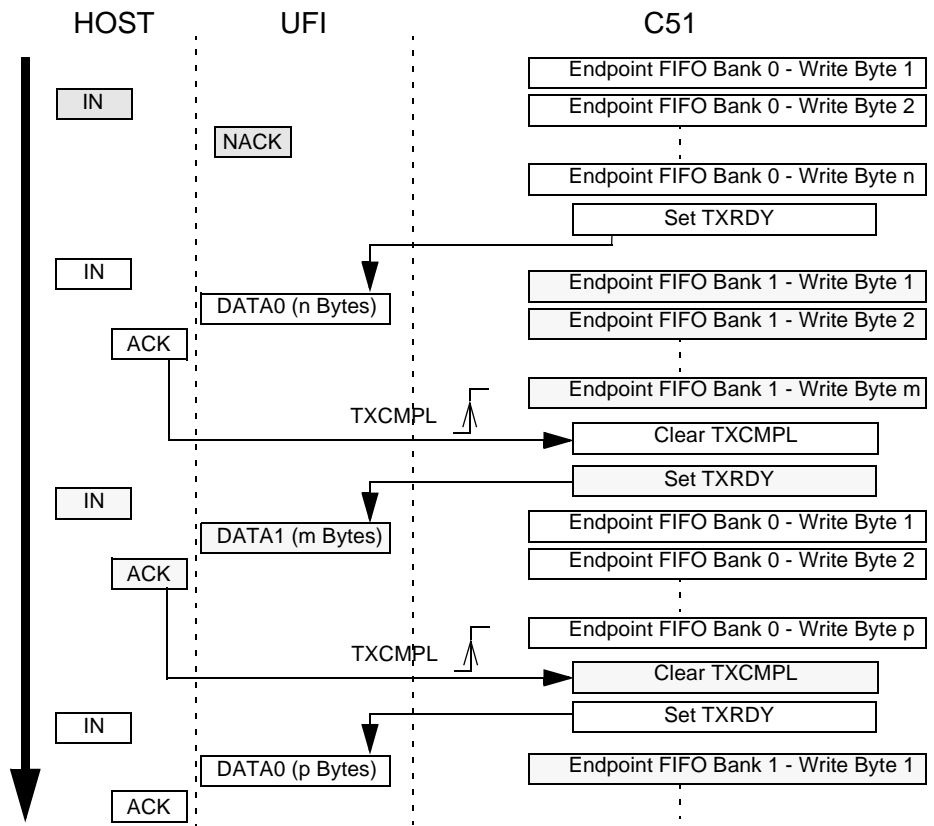 HOST UFI C51
Endpoint FIFO Bank 0 - Write Byte 1
IN
Endpoint FIFO Bank 0 - Write Byte 2
NACK
Endpoint FIFO Bank 0 - Write Byte n
Set TXRDY
IN
Endpoint FIFO Bank 1 - Write Byte 1
DATA0 (n Bytes)
Endpoint FIFO Bank 1 - Write Byte 2
ACK
Endpoint FIFO Bank 1 - Write Byte m
TXCMPL
Clear TXCMPL
Set TXRDY
IN
Endpoint FIFO Bank 0 - Write Byte 1
DATA1 (m Bytes)
Endpoint FIFO Bank 0 - Write Byte 2
ACK
Endpoint FIFO Bank 0 - Write Byte p
TXCMPL
Clear TXCMPL
Set TXRDY
IN
DATA0 (p Bytes)
Endpoint FIFO Bank 1 - Write Byte 1
ACK